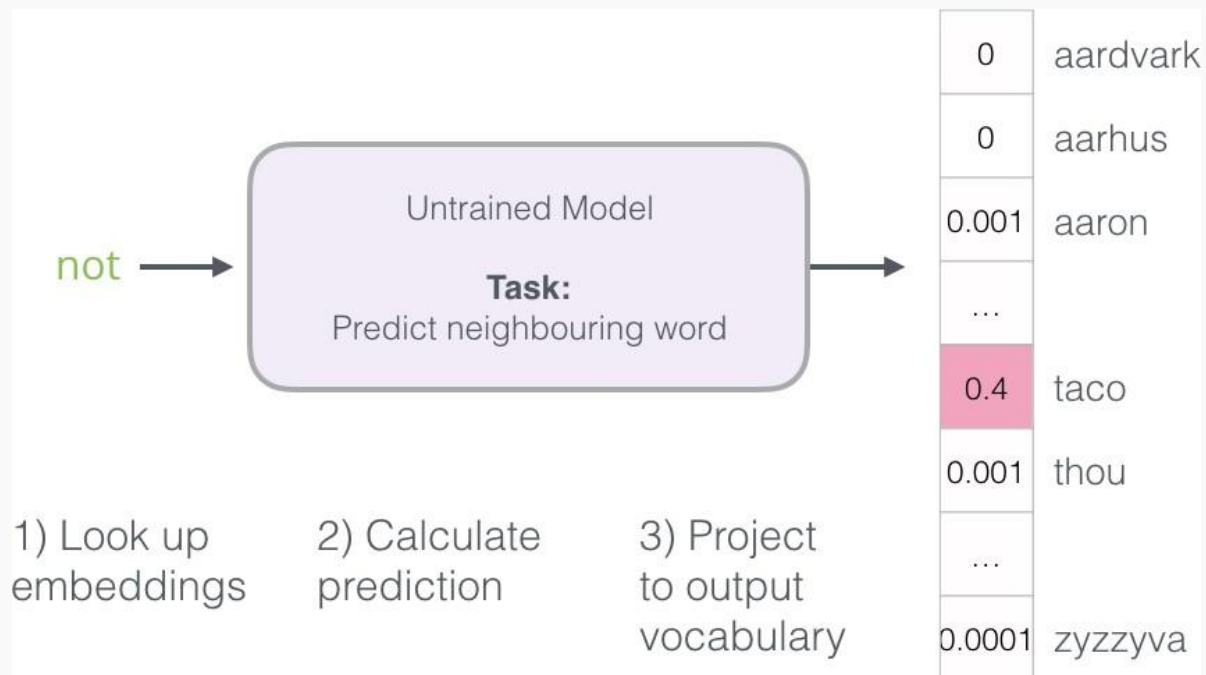 not
Untrained Model
Task:
Predict neighbouring word
0 aardvark
0 aarhus
0.001 aaron
...
0.4 taco
0.001 thou
...
0.0001 zyzzyva
1) Look up
embeddings
2) Calculate
prediction
3) Project
to output
vocabulary